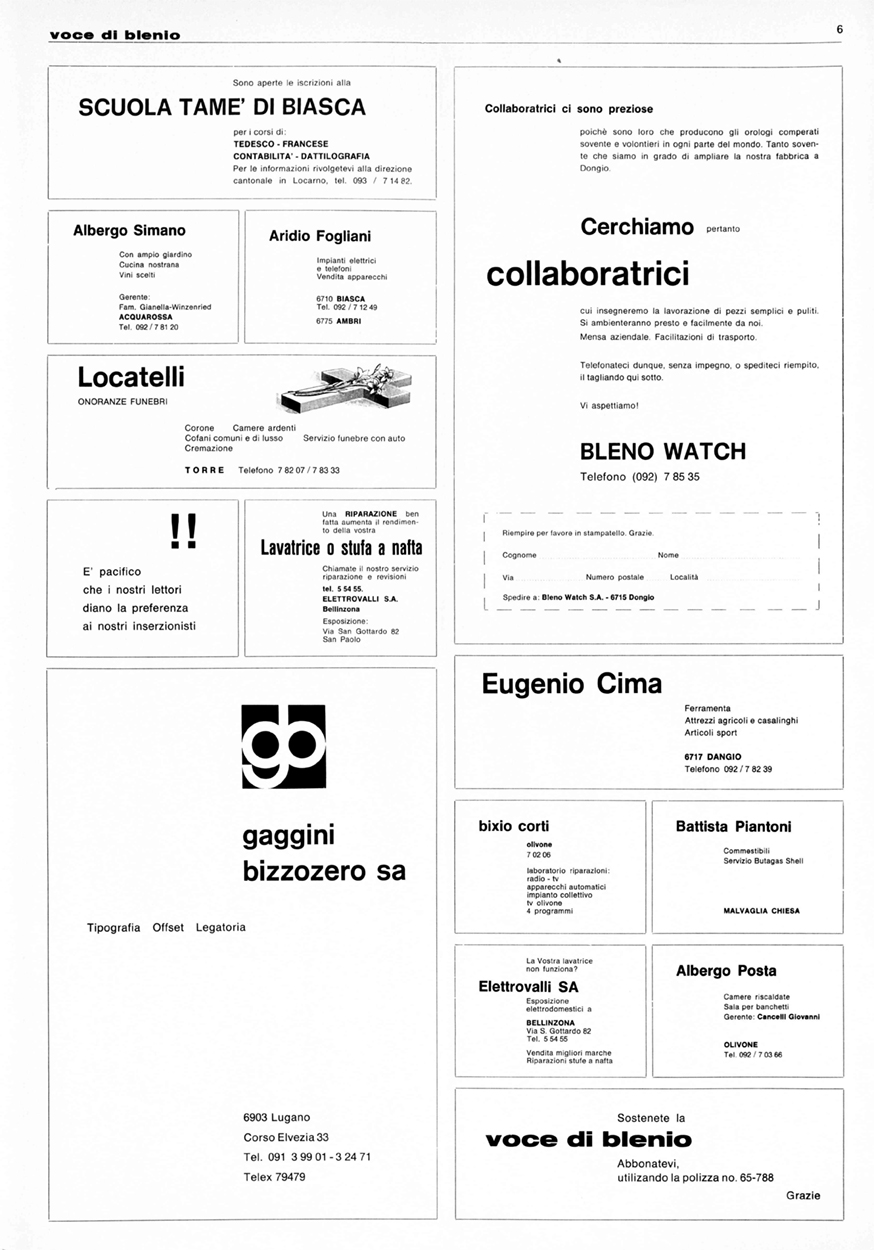 voce di blenio
6
Sono aperte le iscrizioni alla
SCUOLA TAME' DI BIASCA
per i corsi di:
TEDESCO - FRANCESE
CONTABILITA' - DATTILOGRAFIA
Per le informazioni rivolgetevi alla direzione
cantonale in Locarno, tel. 093 / 7 14 82.
Albergo Simano
Con ampio giardino
Cucina nostrana
Vini scelti
Gerente:
Fam. Gianella-Winzenried
ACQUAROSSA
Tel. 092 / 7 81 20
Aridio Fogliani
Impianti elettrici
e telefoni
Vendita apparecchi
6710 BIASCA
Tel. 092 / 7 12 49
6775 AMBRI
Locatelli
ONORANZE FUNEBRI
Corone Camere ardenti
Cofani comuni e di lusso Servizio funebre con auto
Cremazione
TORRE Telefono 7 82 07 / 7 83 33
!!
E' pacifico
che i nostri lettori
diano la preferenza
ai nostri inserzionisti
Una RIPARAZIONE ben
fatta aumenta il rendimen-
to della vostra
Lavatrice o stufa a nafta
Chiamate il nostro servizio
riparazione e revisioni
tel. 5 54 55.
ELETTROVALLI S.A.
Bellinzona
Esposizione:
Via San Gottardo 82
San Paolo
gb
gaggini
bizzozero sa
Tipografia Offset Legatoria
6903 Lugano
Corso Elvezia 33
Tel. 091 3 99 01 - 3 24 71
Telex 79479
Collaboratrici ci sono preziose
poichè sono loro che producono gli orologi comperati
sovente e volontieri in ogni parte del mondo. Tanto soven-
te che siamo in grado di ampliare la nostra fabbrica a
Dongio.
Cerchiamo pertanto
collaboratrici
cui insegneremo la lavorazione di pezzi semplici e puliti.
Si ambienteranno presto e facilmente da noi.
Mensa aziendale. Facilitazioni di trasporto.
Telefonateci dunque, senza impegno, o spediteci riempito,
il tagliando qui sotto.
Vi aspettiamo!
BLENO WATCH
Telefono (092) 7 85 35
Riempire per favore in stampatello. Grazie.
Cognome Nome
Via Numero postale Località
Spedire a: Bleno Watch S.A. - 6715 Dongio
Eugenio Cima
Ferramenta
Attrezzi agricoli e casalinghi
Articoli sport
6717 DANGIO
Telefono 092 / 7 82 39
bixio corti
olivone
7 02 06
laboratorio riparazioni:
radio - tv
apparecchi automatici
impianto collettivo
tv olivone
4 programmi
Battista Piantoni
Commestibili
Servizio Butagas Shell
MALVAGLIA CHIESA
La Vostra lavatrice
non funziona?
Elettrovalli SA
Esposizione
elettrodomestici a
BELLINZONA
Via S. Gottardo 82
Tel. 5 54 55
Vendita migliori marche
Riparazioni stufe a nafta
Albergo Posta
Camere riscaldate
Sala per banchetti
Gerente: Cancelli Giovanni
OLIVONE
Tel. 092 / 7 03 66
Sostenete la
voce di blenio
Abbonatevi,
utilizando la polizza no. 65-788
Grazie